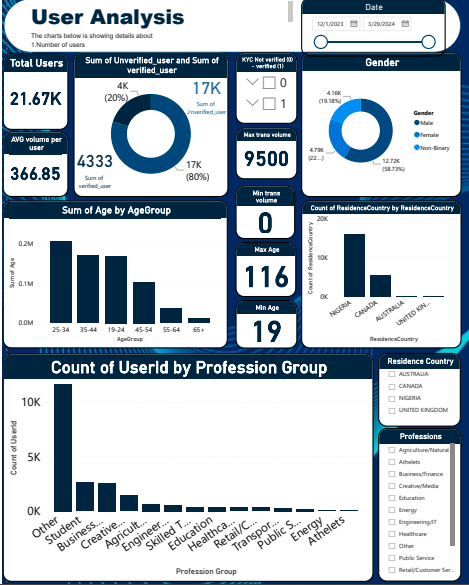 User Analysis
The charts below is showing details about
1.Number of users
Date
12/1/2023
3/29/2024
Total Users
21.67K
AVG volume per
user
366.85
Sum of Unverified_user and Sum of
verified_user
4K
(20%)
17K
Sum of
Unverified_user
4333
Sum of
verified_user
17K
(80%)
KYC Not verified (0)
- verified (1)
0
1
Max trans volume
9500
Min trans
volume
0
Max Age
116
Min Age
19
Gender
4.16K
(19.18%)
4.79K
(22....)
12.72K
(58.73%)
Gender
Male
Female
Non-Binary
Sum of Age by AgeGroup
Sum of Age
0.2M
0.1M
0.0M
25-34
35-44
19-24
45-54
55-64
65+
AgeGroup
Count of ResidenceCountry by ResidenceCountry
Count of ResidenceCountry
20K
10K
0K
NIGERIA
CANADA
AUSTRALIA
UNITED KIN...
ResidenceCountry
Count of UserId by Profession Group
Count of UserId
10K
5K
0K
Other
Student
Business...
Creative...
Agricult...
Engineer...
Skilled T...
Education
Healthca...
Retail/C...
Transpor...
Public S...
Energy
Athelets
Profession Group
Residence Country
AUSTRALIA
CANADA
NIGERIA
UNITED KINGDOM
Professions
Agriculture/Natural...
Athelets
Business/Finance
Creative/Media
Education
Energy
Engineering/IT
Healthcare
Other
Public Service
Retail/Customer Ser...